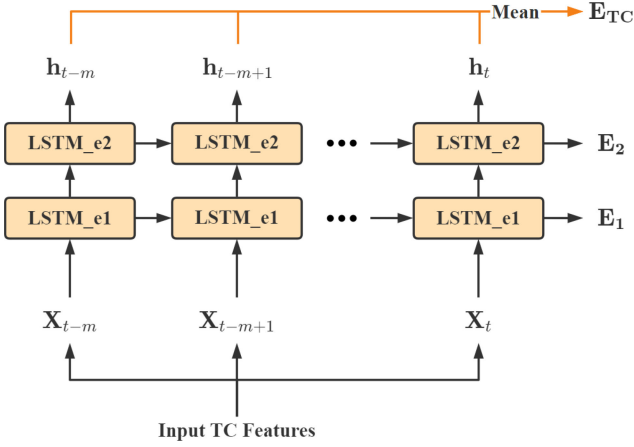 Mean E_TC
h_{t−m} h_{t−m+1} h_t
LSTM_e2 LSTM_e2 ••• LSTM_e2 E_2
LSTM_e1 LSTM_e1 ••• LSTM_e1 E_1
X_{t−m} X_{t−m+1} X_t
Input TC Features